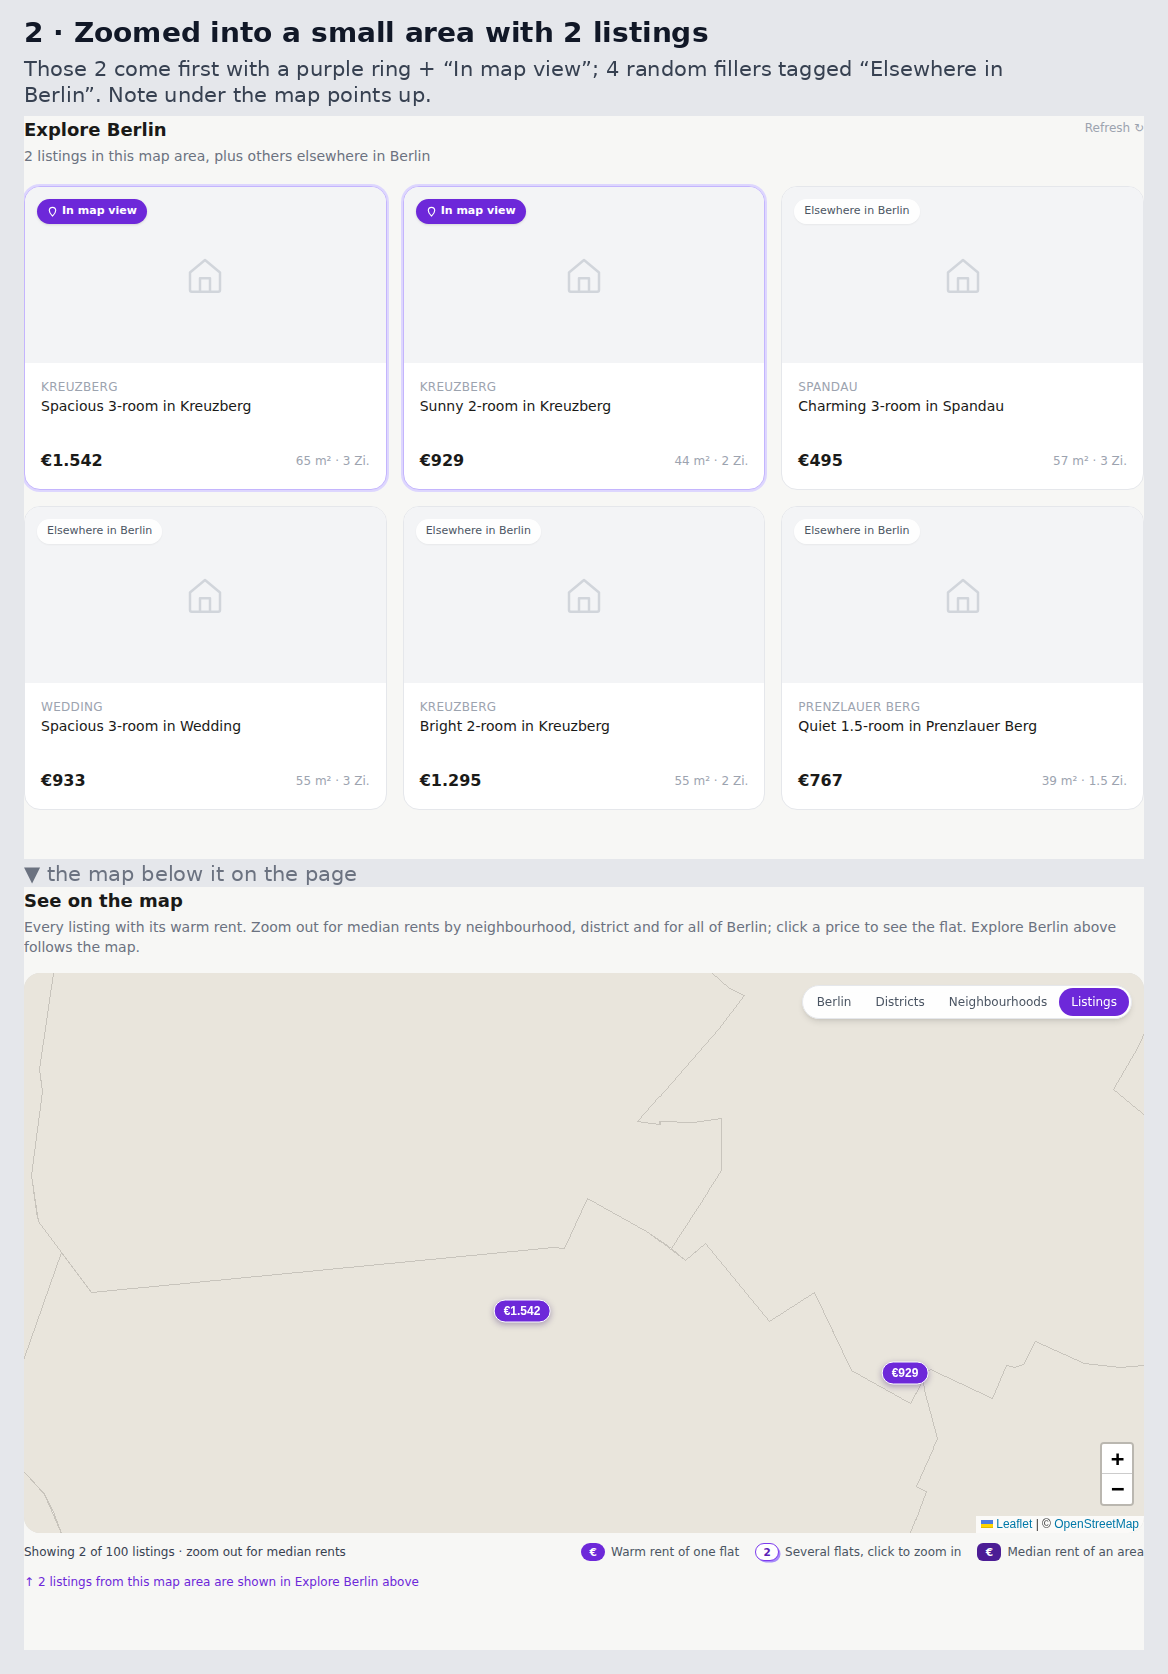 2 · Zoomed into a small area with 2 listings
Those 2 come first with a purple ring + “In map view”; 4 random fillers tagged “Elsewhere in
Berlin”. Note under the map points up.
Explore Berlin
Refresh ↻
2 listings in this map area, plus others elsewhere in Berlin
In map view
In map view
Elsewhere in Berlin
KREUZBERG
Spacious 3-room in Kreuzberg
€1.542
65 m² · 3 Zi.
KREUZBERG
Sunny 2-room in Kreuzberg
€929
44 m² · 2 Zi.
SPANDAU
Charming 3-room in Spandau
€495
57 m² · 3 Zi.
Elsewhere in Berlin
Elsewhere in Berlin
Elsewhere in Berlin
WEDDING
Spacious 3-room in Wedding
€933
55 m² · 3 Zi.
KREUZBERG
Bright 2-room in Kreuzberg
€1.295
55 m² · 2 Zi.
PRENZLAUER BERG
Quiet 1.5-room in Prenzlauer Berg
€767
39 m² · 1.5 Zi.
▼ the map below it on the page
See on the map
Every listing with its warm rent. Zoom out for median rents by neighbourhood, district and for all of Berlin; click a price to see the flat. Explore Berlin above
follows the map.
Berlin
Districts
Neighbourhoods
Listings
€1.542
€929
+
−
Leaflet | © OpenStreetMap
Showing 2 of 100 listings · zoom out for median rents
€ Warm rent of one flat
2 Several flats, click to zoom in
€ Median rent of an area
↑ 2 listings from this map area are shown in Explore Berlin above